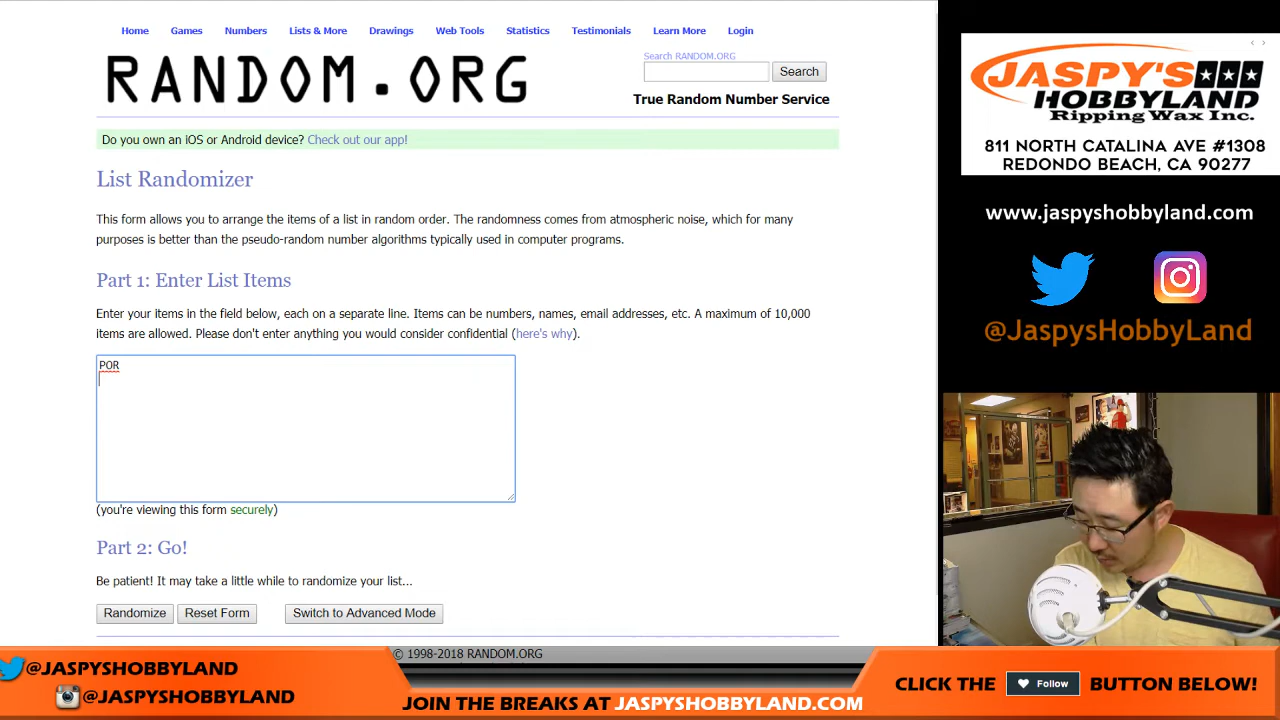 Home Games Numbers Lists & More Drawings Web Tools Statistics Testimonials Learn More Login
RANDOM.ORG
Search RANDOM.ORG
Search
True Random Number Service
Do you own an iOS or Android device? Check out our app!
List Randomizer
This form allows you to arrange the items of a list in random order. The randomness comes from atmospheric noise, which for many
purposes is better than the pseudo-random number algorithms typically used in computer programs.
Part 1: Enter List Items
Enter your items in the field below, each on a separate line. Items can be numbers, names, email addresses, etc. A maximum of 10,000
items are allowed. Please don't enter anything you would consider confidential (here's why).
POR
(you're viewing this form securely)
Part 2: Go!
Be patient! It may take a little while to randomize your list...
Randomize Reset Form Switch to Advanced Mode
© 1998-2018 RANDOM.ORG
JASPY'S
HOBBYLAND
Ripping Wax Inc.
811 NORTH CATALINA AVE #1308
REDONDO BEACH, CA 90277
www.jaspyshobbyland.com
@JaspysHobbyLand
@JASPYSHOBBYLAND
@JASPYSHOBBYLAND
JOIN THE BREAKS AT JASPYSHOBBYLAND.COM
CLICK THE Follow BUTTON BELOW!